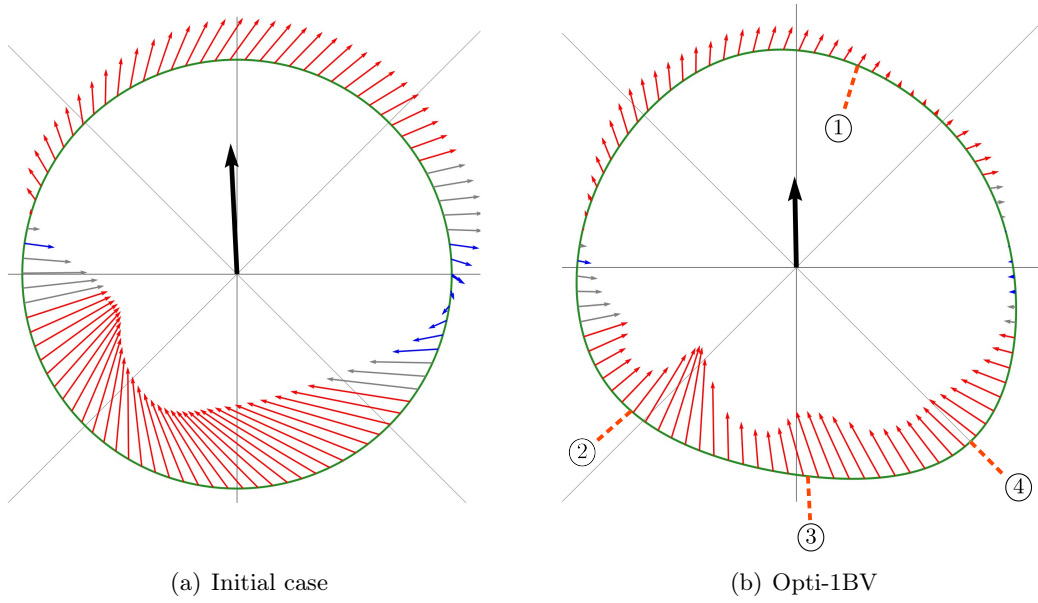 ①
②
④
③
(a) Initial case
(b) Opti-1BV